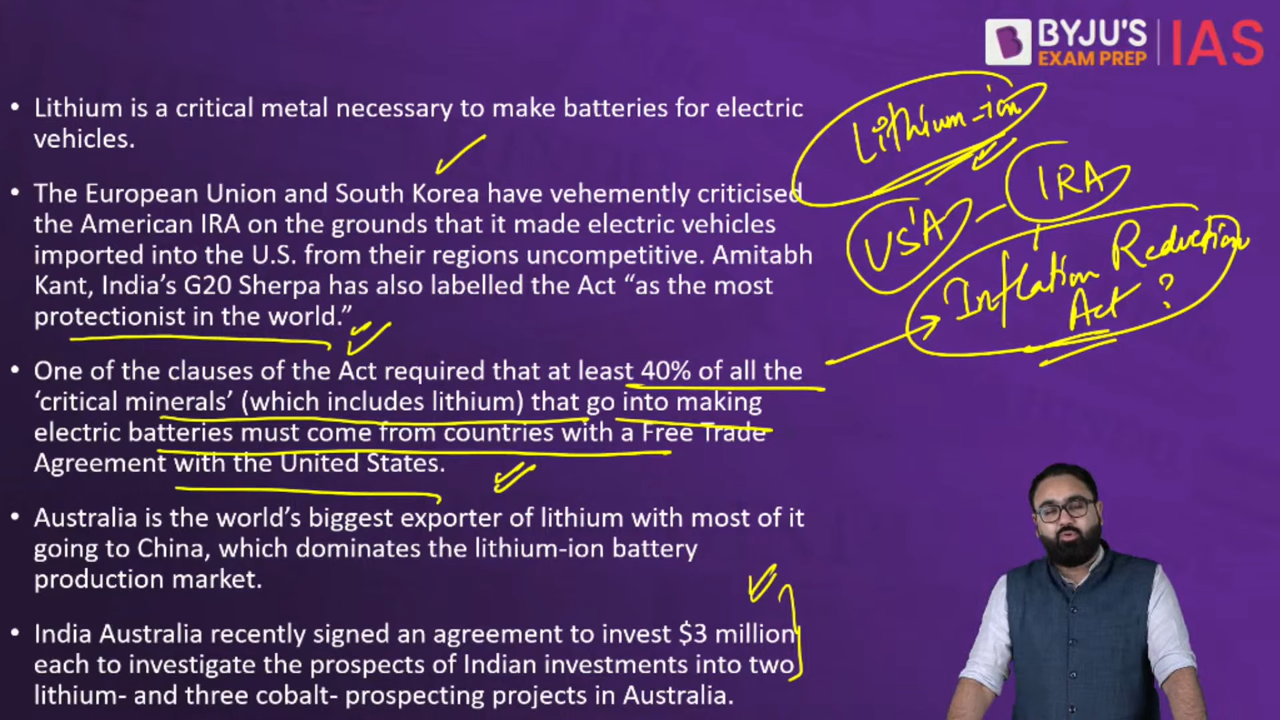 BYJU'S
EXAM PREP
IAS
• Lithium is a critical metal necessary to make batteries for electric
vehicles.
• The European Union and South Korea have vehemently criticised
the American IRA on the grounds that it made electric vehicles
imported into the U.S. from their regions uncompetitive. Amitabh
Kant, India's G20 Sherpa has also labelled the Act “as the most
protectionist in the world.”
• One of the clauses of the Act required that at least 40% of all the
‘critical minerals’ (which includes lithium) that go into making
electric batteries must come from countries with a Free Trade
Agreement with the United States.
• Australia is the world's biggest exporter of lithium with most of it
going to China, which dominates the lithium-ion battery
production market.
• India Australia recently signed an agreement to invest $3 million
each to investigate the prospects of Indian investments into two
lithium- and three cobalt- prospecting projects in Australia.
Lithium-ion
USA - IRA
Inflation Reduction
Act ?